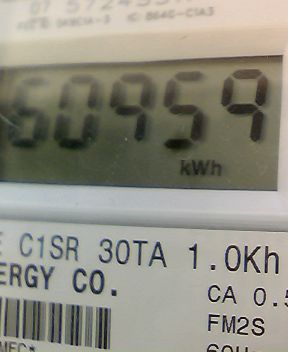 60959
kWh
C1SR 30TA 1.0Kh
ERGY CO.
CA 0.5
FM2S